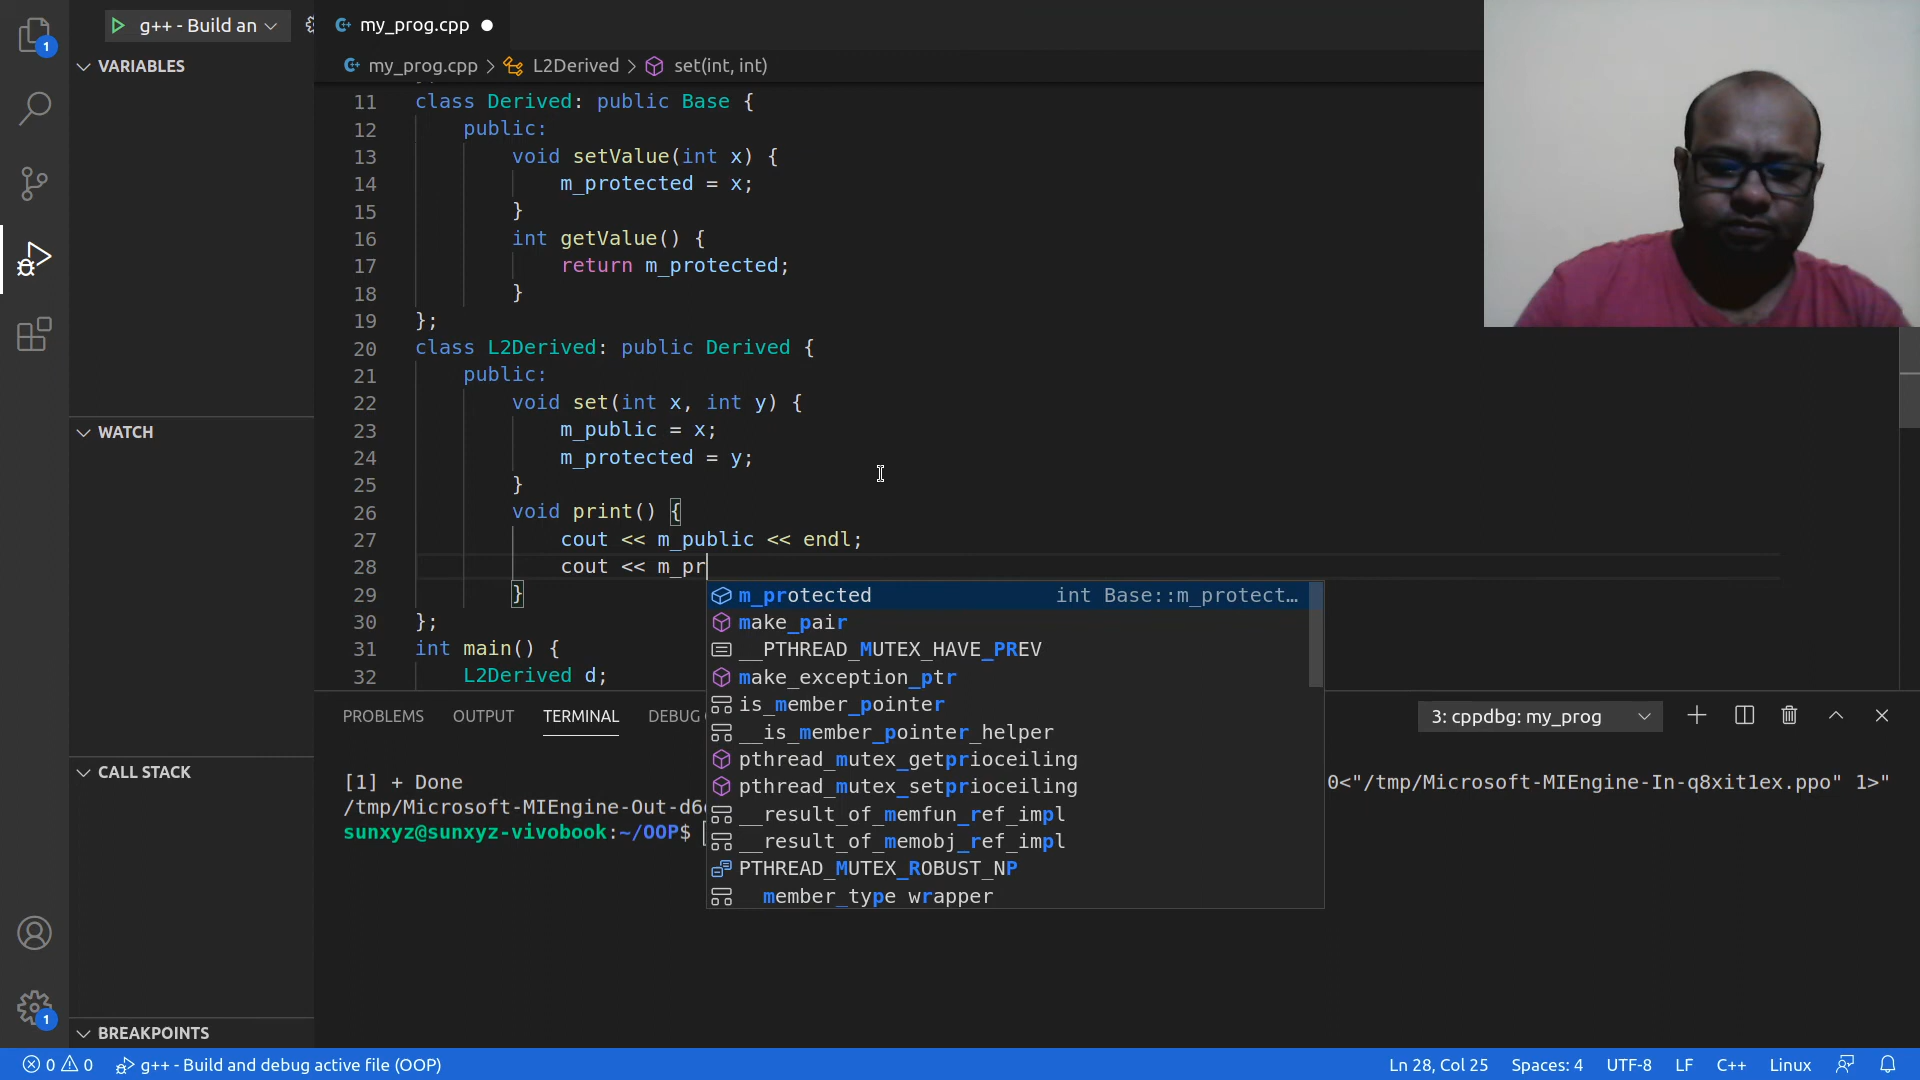 g++ - Build an
my_prog.cpp
1
VARIABLES
my_prog.cpp > L2Derived > set(int, int)
11 class Derived: public Base {
12 public:
13 void setValue(int x) {
14 m_protected = x;
15 }
16 int getValue() {
17 return m_protected;
18 }
19 };
20 class L2Derived: public Derived {
21 public:
22 void set(int x, int y) {
WATCH
23 m_public = x;
24 m_protected = y;
25 }
26 void print() {
27 cout << m_public << endl;
28 cout << m_pr
29 }
m_protected int Base::m_protect…
30 };
make_pair
31 int main() {
__PTHREAD_MUTEX_HAVE_PREV
32 L2Derived d;
make_exception_ptr
is_member_pointer
PROBLEMS OUTPUT TERMINAL DEBUG
3: cppdbg: my_prog
__is_member_pointer_helper
pthread_mutex_getprioceiling
CALL STACK
[1] + Done
0<"/tmp/Microsoft-MIEngine-In-q8xit1ex.ppo" 1>"
pthread_mutex_setprioceiling
/tmp/Microsoft-MIEngine-Out-d6
__result_of_memfun_ref_impl
sunxyz@sunxyz-vivobook:~/OOP$
__result_of_memobj_ref_impl
PTHREAD_MUTEX_ROBUST_NP
__member_type wrapper
1
BREAKPOINTS
0 0 g++ - Build and debug active file (OOP)
Ln 28, Col 25 Spaces: 4 UTF-8 LF C++ Linux